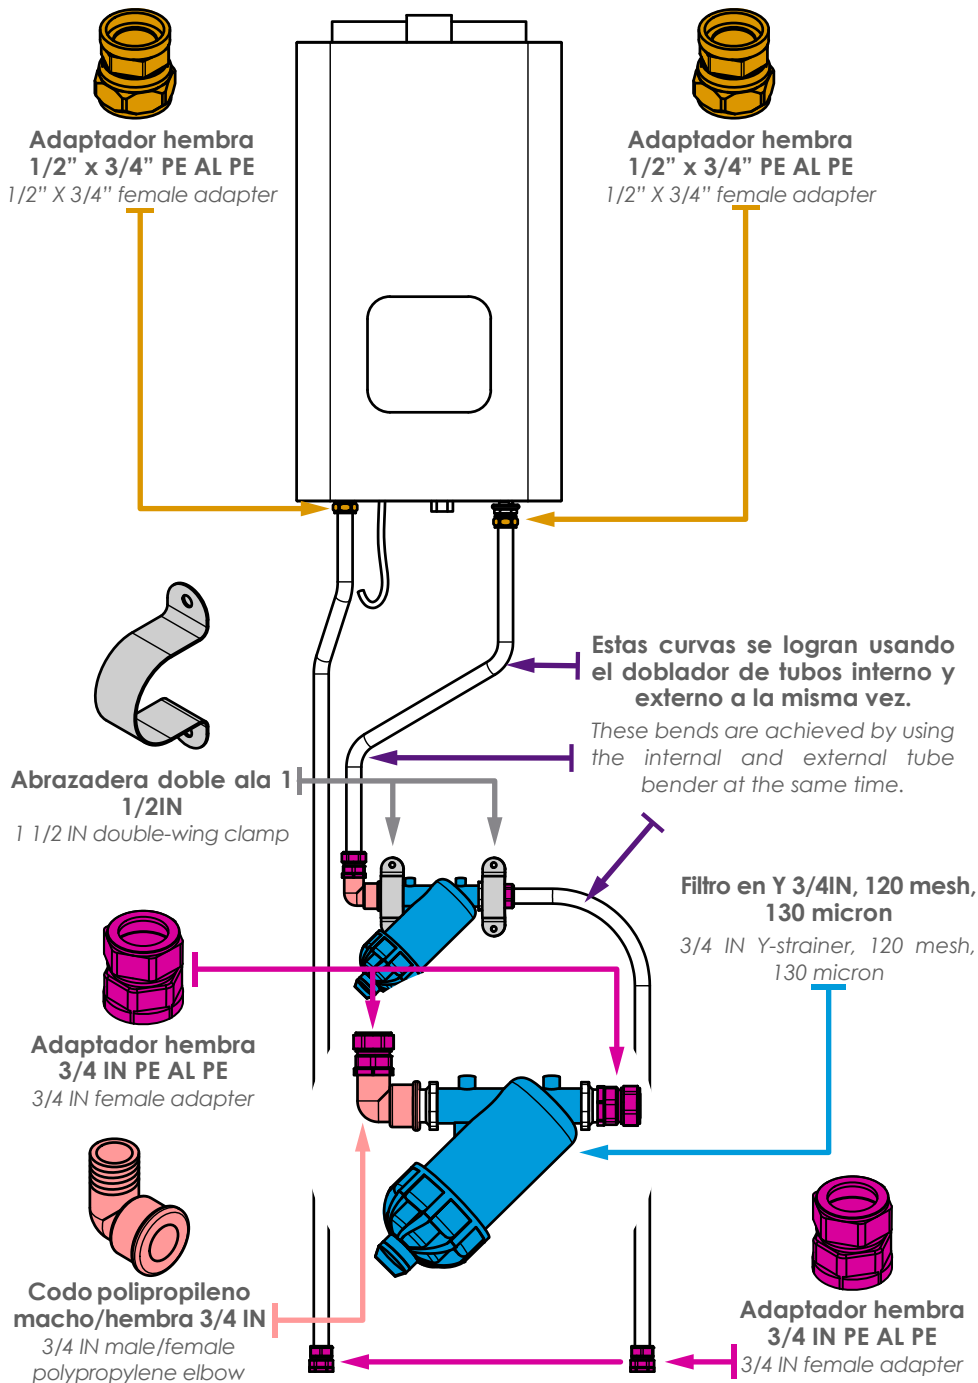 Adaptador hembra
1/2” x 3/4” PE AL PE
1/2” X 3/4” female adapter
Adaptador hembra
1/2” x 3/4” PE AL PE
1/2” X 3/4” female adapter
Estas curvas se logran usando
el doblador de tubos interno y
externo a la misma vez.
These bends are achieved by using
the internal and external tube
bender at the same time.
Abrazadera doble ala 1
1/2IN
1 1/2 IN double-wing clamp
Filtro en Y 3/4IN, 120 mesh,
130 micron
3/4 IN Y-strainer, 120 mesh,
130 micron
Adaptador hembra
3/4 IN PE AL PE
3/4 IN female adapter
Codo polipropileno
macho/hembra 3/4 IN
3/4 IN male/female
polypropylene elbow
Adaptador hembra
3/4 IN PE AL PE
3/4 IN female adapter